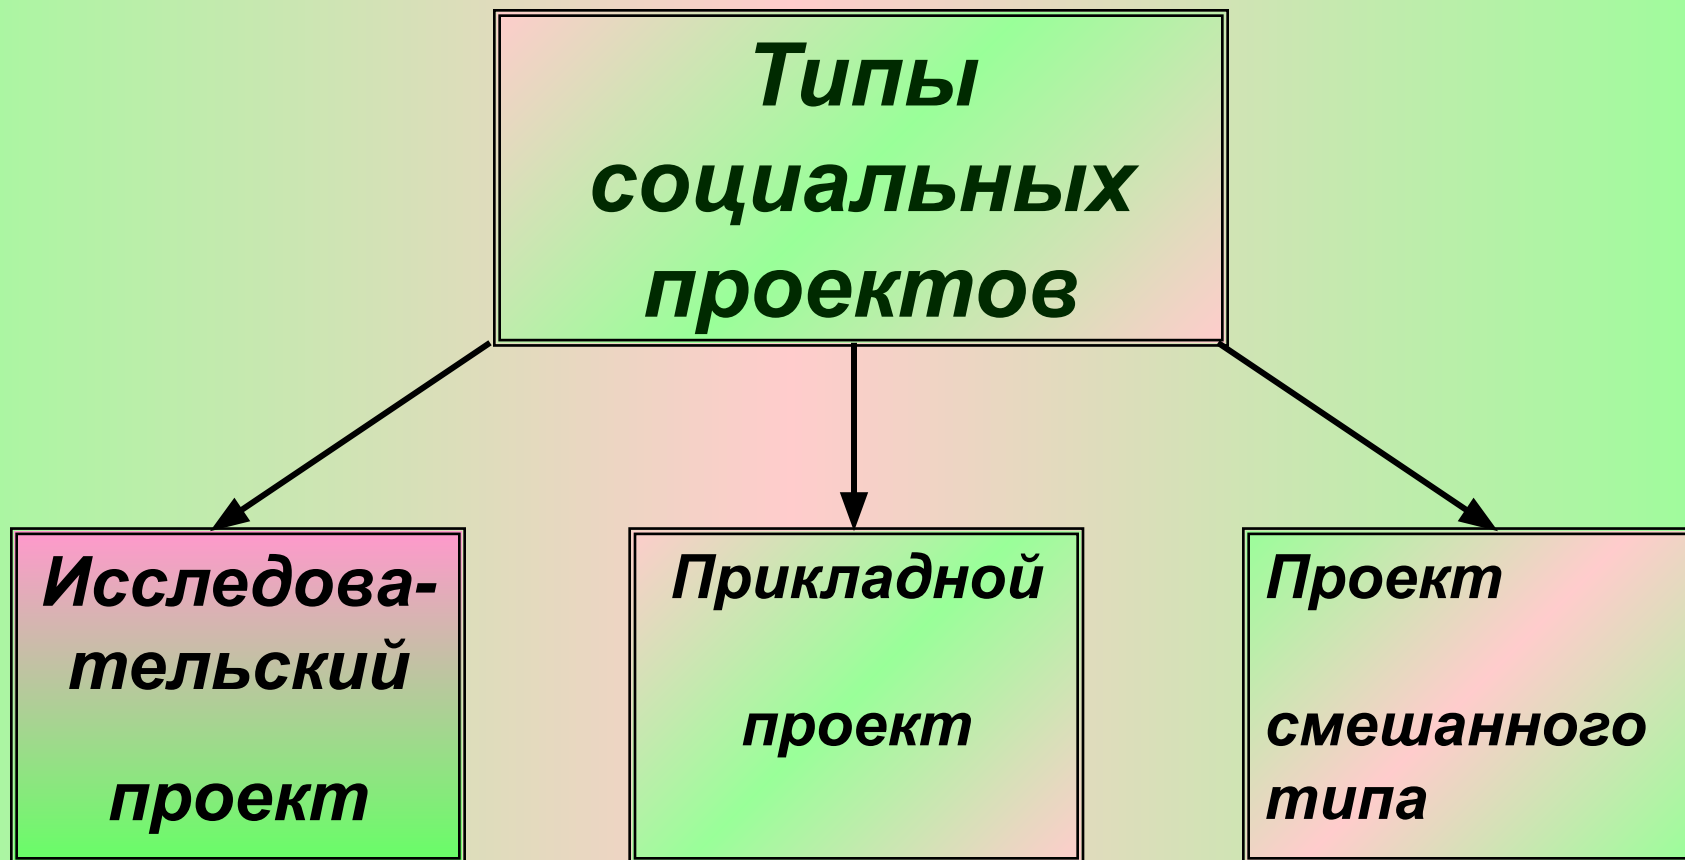 Типы
социальных
проектов
Исследова-
тельский
проект
Прикладной
проект
Проект
смешанного
типа